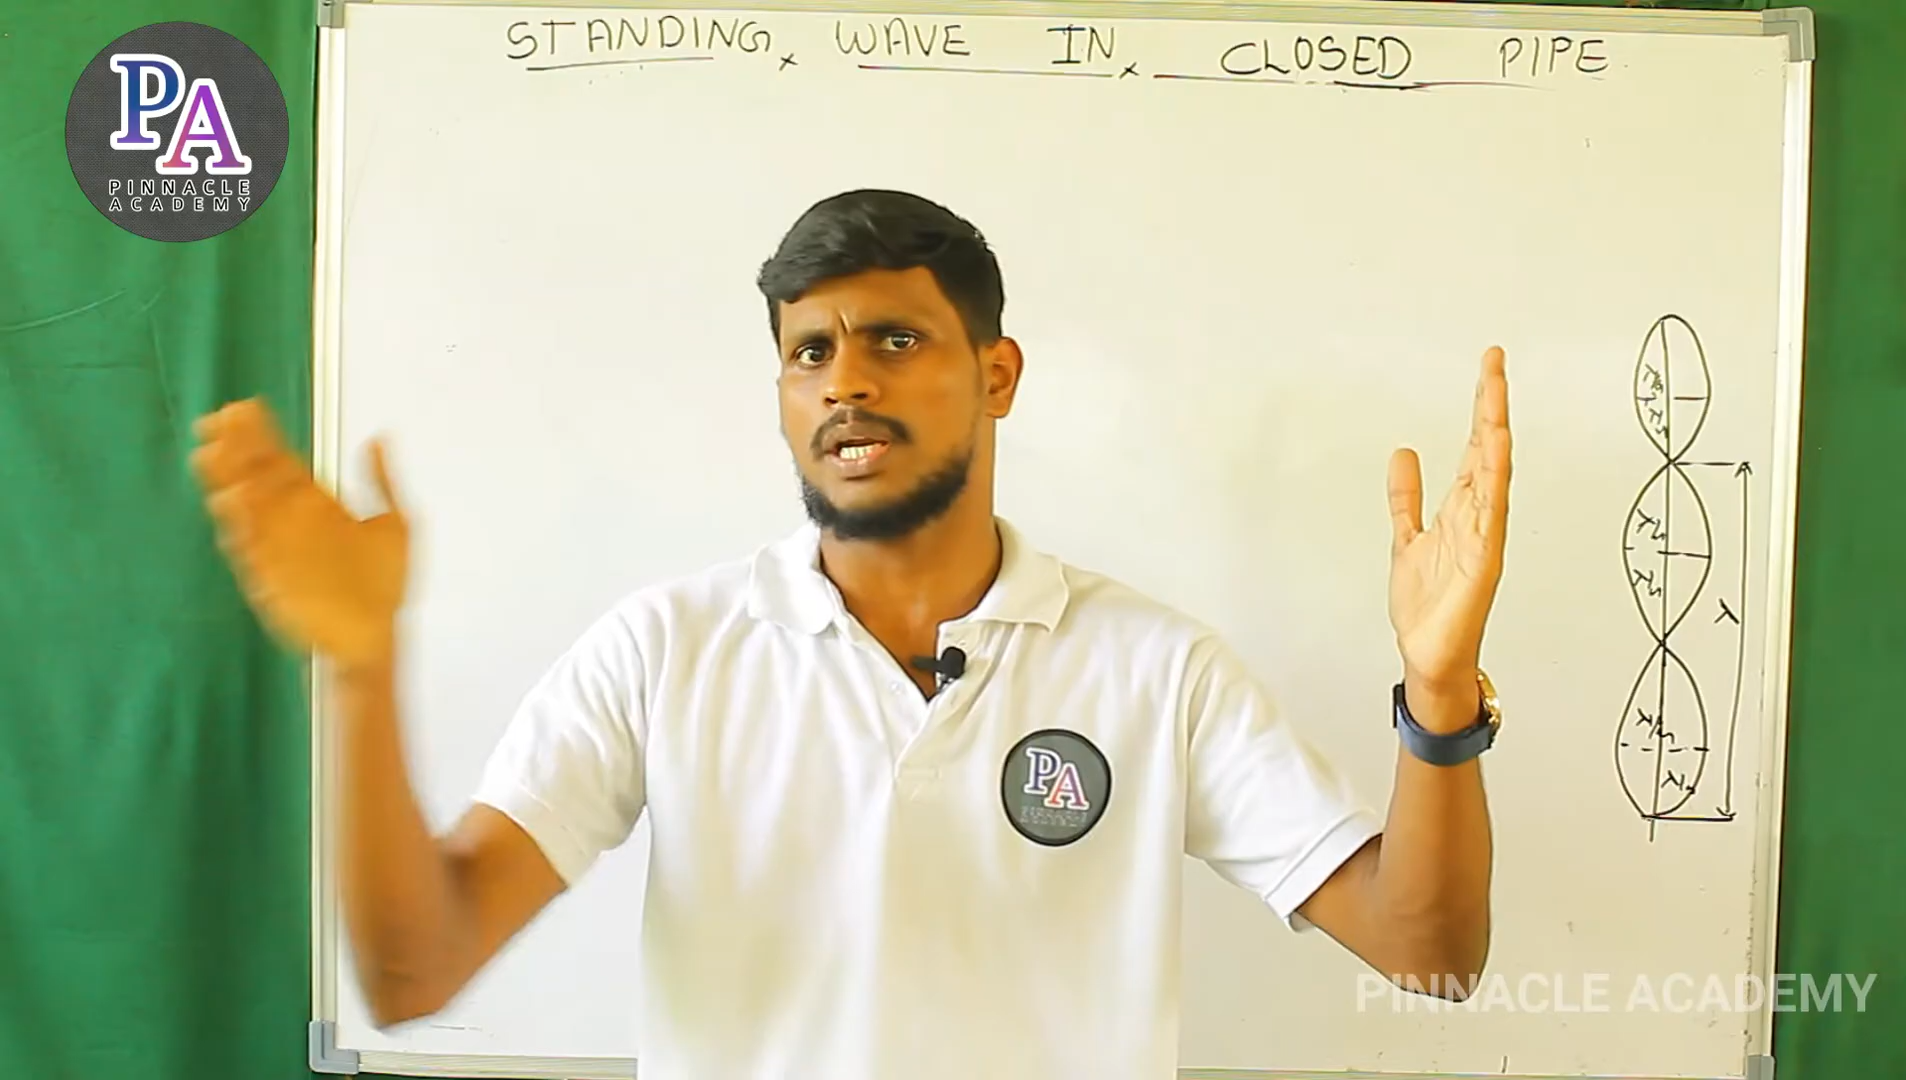 STANDING WAVE IN CLOSED PIPE
PA
PINNACLE
ACADEMY
λ
PA
PINNACLE ACADEMY